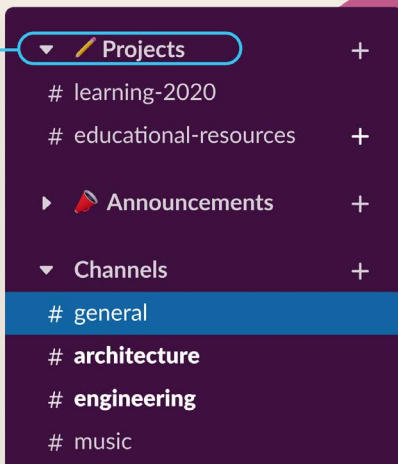 Projects
# learning-2020
# educational-resources
Announcements
Channels
# general
# architecture
# engineering
# music